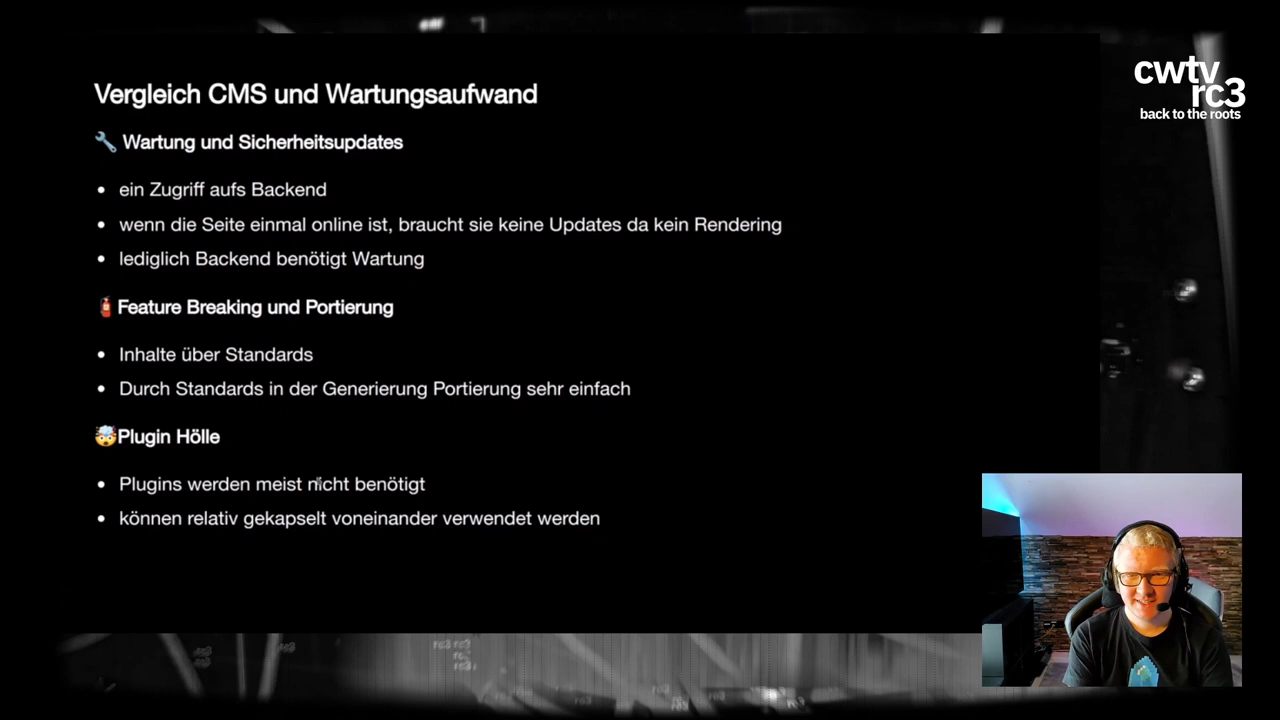 cwtv
rc3
back to the roots
Vergleich CMS und Wartungsaufwand
🔧 Wartung und Sicherheitsupdates
• ein Zugriff aufs Backend
• wenn die Seite einmal online ist, braucht sie keine Updates da kein Rendering
• lediglich Backend benötigt Wartung
🧯Feature Breaking und Portierung
• Inhalte über Standards
• Durch Standards in der Generierung Portierung sehr einfach
🤯Plugin Hölle
• Plugins werden meist nicht benötigt
• können relativ gekapselt voneinander verwendet werden
rc3 rc3
rc3